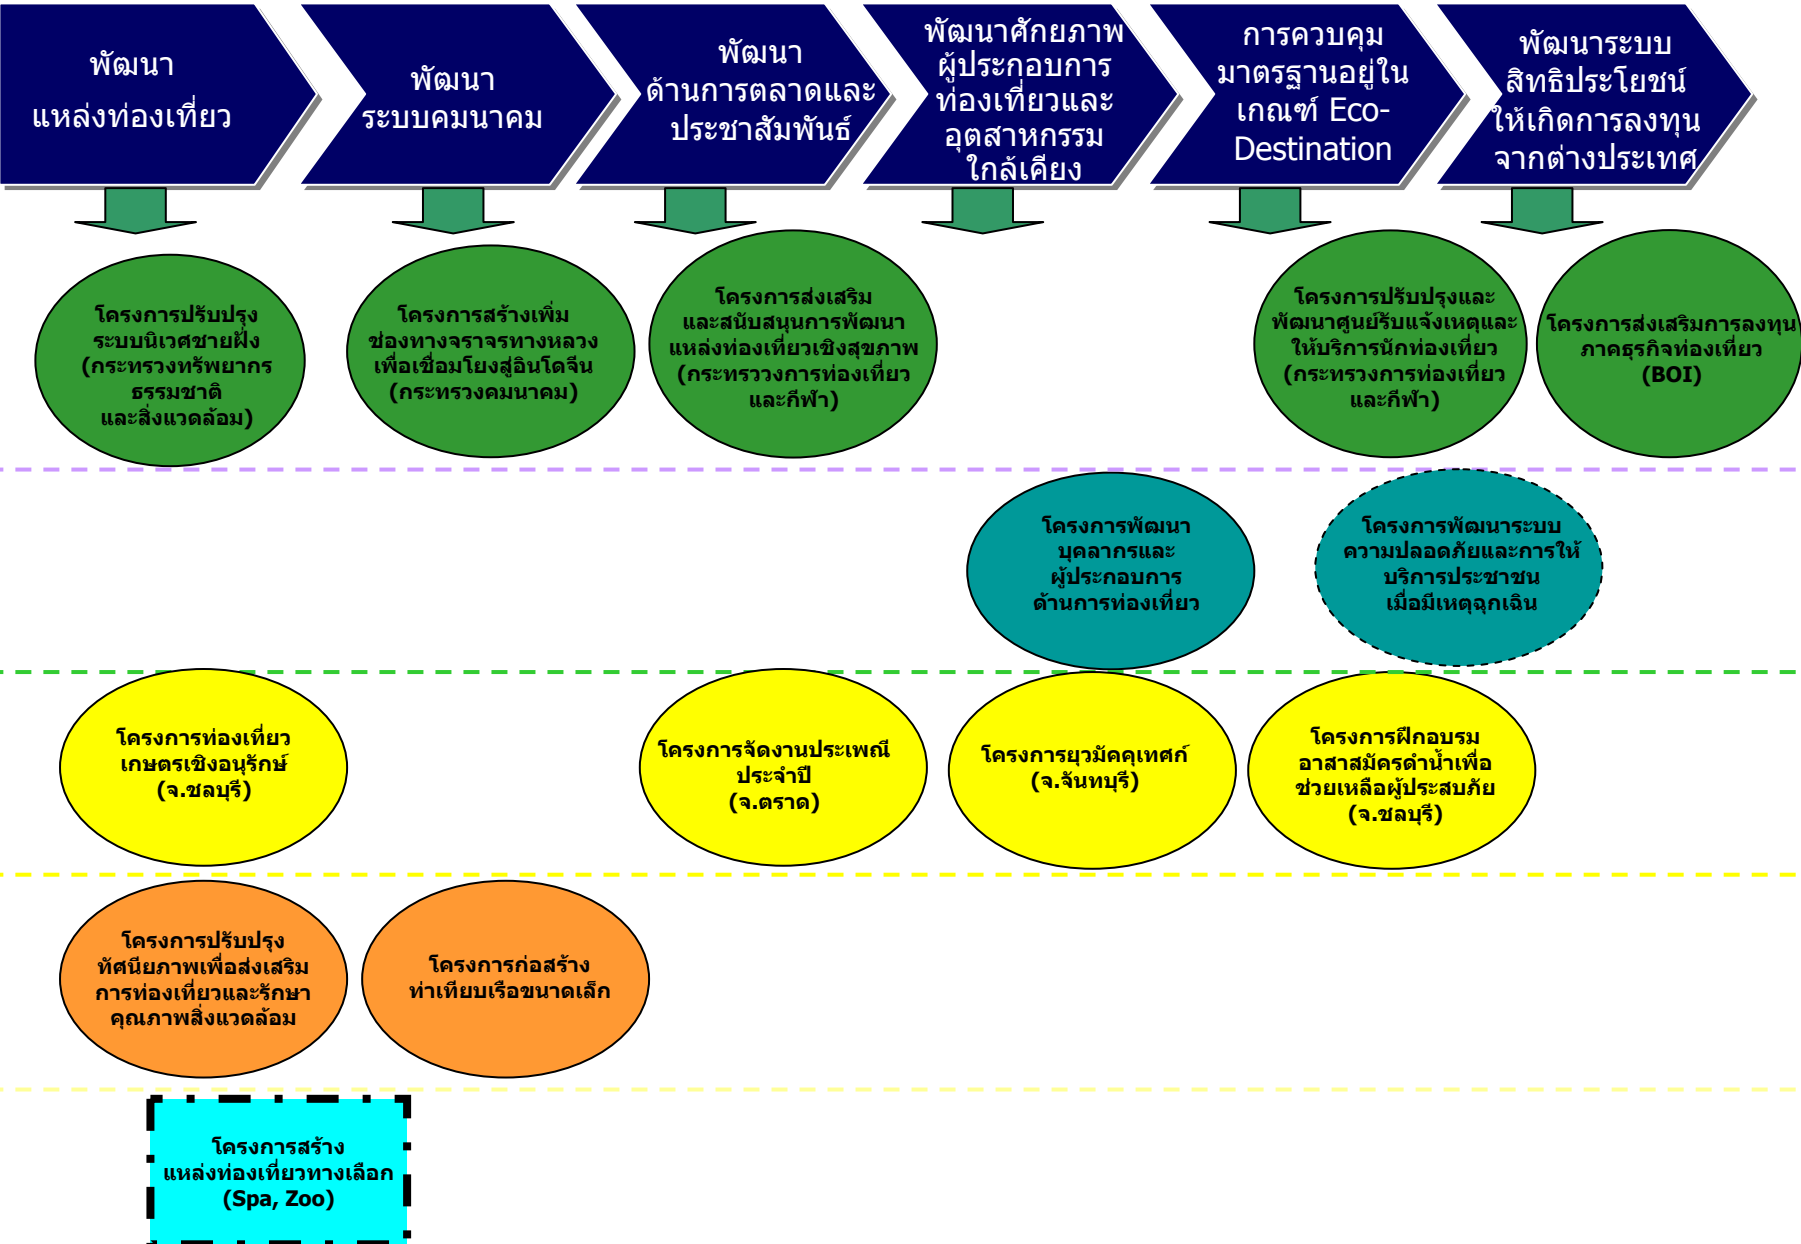 พัฒนา
แหล่งท่องเที่ยว
พัฒนา
ระบบคมนาคม
พัฒนา
ด้านการตลาดและ
ประชาสัมพันธ์
พัฒนาศักยภาพ
ผู้ประกอบการ
ท่องเที่ยวและ
อุตสาหกรรม
ใกล้เคียง
การควบคุม
มาตรฐานอยู่ใน
เกณฑ์ Eco-
Destination
พัฒนาระบบ
สิทธิประโยชน์
ให้เกิดการลงทุน
จากต่างประเทศ
โครงการปรับปรุง
ระบบนิเวศชายฝั่ง
(กระทรวงทรัพยากร
ธรรมชาติ
และสิ่งแวดล้อม)
โครงการสร้างเพิ่ม
ช่องทางจราจรทางหลวง
เพื่อเชื่อมโยงสู่อินโดจีน
(กระทรวงคมนาคม)
โครงการส่งเสริม
และสนับสนุนการพัฒนา
แหล่งท่องเที่ยวเชิงสุขภาพ
(กระทรววงการท่องเที่ยว
และกีฬา)
โครงการปรับปรุงและ
พัฒนาศูนย์รับแจ้งเหตุและ
ให้บริการนักท่องเที่ยว
(กระทรวงการท่องเที่ยว
และกีฬา)
โครงการส่งเสริมการลงทุน
ภาคธุรกิจท่องเที่ยว
(BOI)
โครงการพัฒนา
บุคลากรและ
ผู้ประกอบการ
ด้านการท่องเที่ยว
โครงการพัฒนาระบบ
ความปลอดภัยและการให้
บริการประชาชน
เมื่อมีเหตุฉุกเฉิน
โครงการท่องเที่ยว
เกษตรเชิงอนุรักษ์
(จ.ชลบุรี)
โครงการจัดงานประเพณี
ประจำปี
(จ.ตราด)
โครงการยุวมัคคุเทศก์
(จ.จันทบุรี)
โครงการฝึกอบรม
อาสาสมัครดำน้ำเพื่อ
ช่วยเหลือผู้ประสบภัย
(จ.ชลบุรี)
โครงการปรับปรุง
ทัศนียภาพเพื่อส่งเสริม
การท่องเที่ยวและรักษา
คุณภาพสิ่งแวดล้อม
โครงการก่อสร้าง
ท่าเทียบเรือขนาดเล็ก
โครงการสร้าง
แหล่งท่องเที่ยวทางเลือก
(Spa, Zoo)